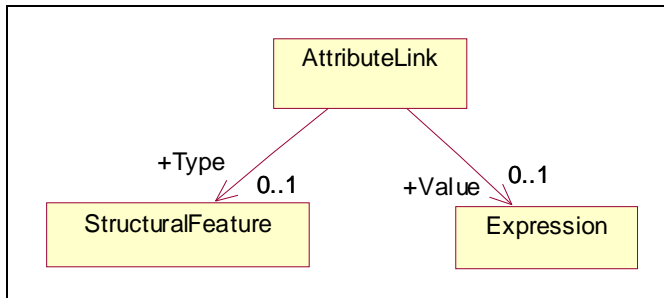 AttributeLink
+Type
0..1
+Value
0..1
StructuralFeature
Expression